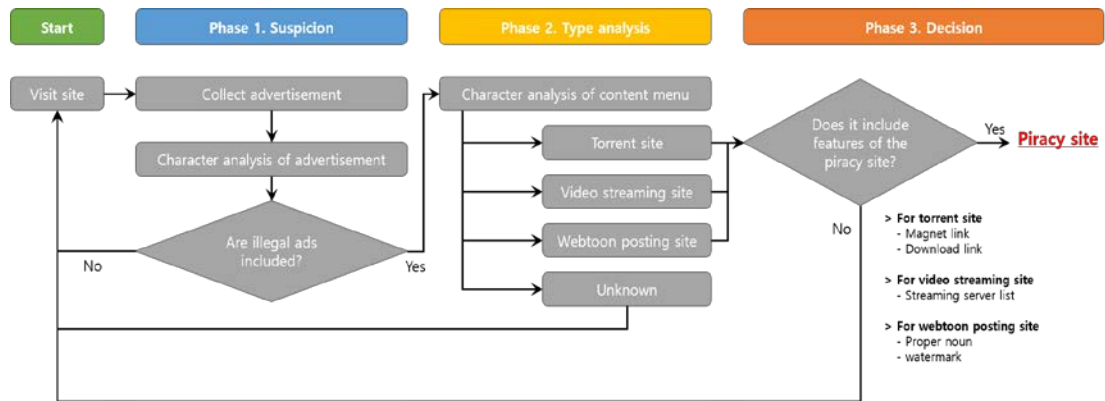 Start
Phase 1. Suspicion
Phase 2. Type analysis
Phase 3. Decision
Visit site
Collect advertisement
Character analysis of advertisement
Are illegal ads
included?
No
Yes
Character analysis of content menu
Torrent site
Video streaming site
Webtoon posting site
Unknown
Does it include
features of the
piracy site?
Yes
Piracy site
No
> For torrent site
- Magnet link
- Download link
> For video streaming site
- Streaming server list
> For webtoon posting site
- Proper noun
- watermark